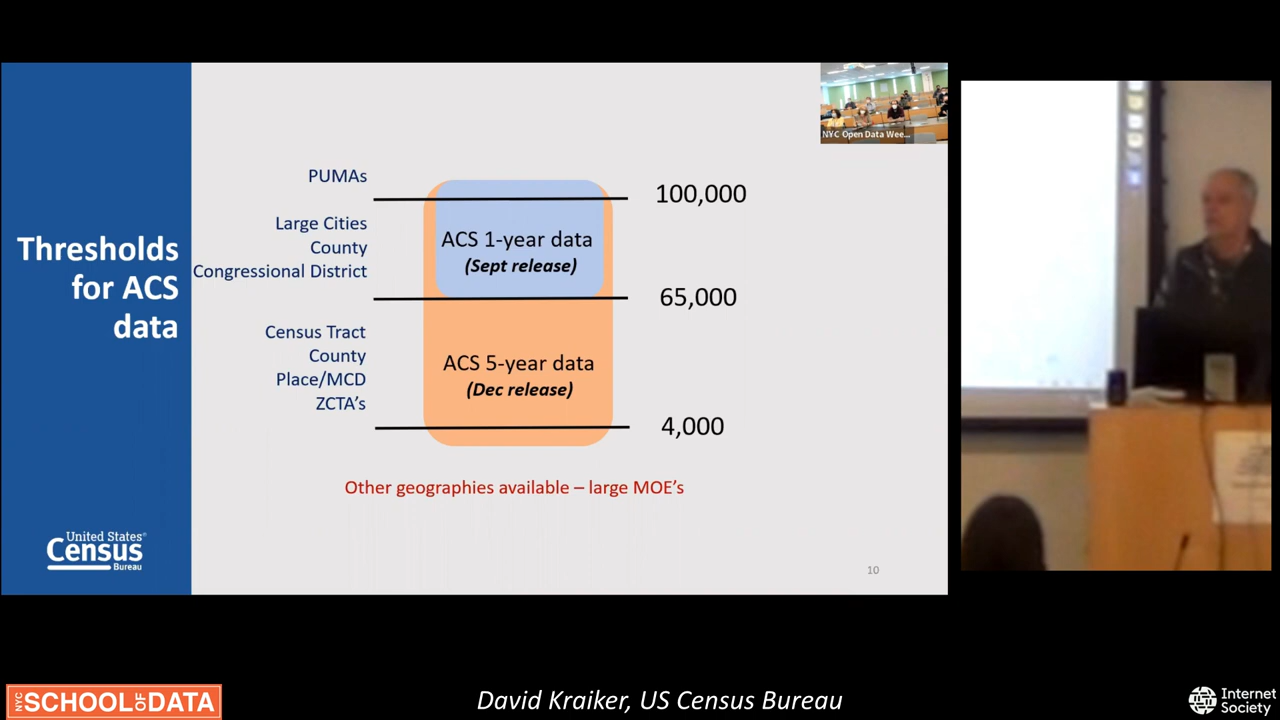 Thresholds
for ACS
data
United States®
Census
Bureau
PUMAs
100,000
Large Cities
County
Congressional District
ACS 1-year data
(Sept release)
65,000
Census Tract
County
Place/MCD
ZCTA's
ACS 5-year data
(Dec release)
4,000
Other geographies available – large MOE's
10
NYC Open Data Wee...
NYC SCHOOL OF DATA
David Kraiker, US Census Bureau
Internet
Society